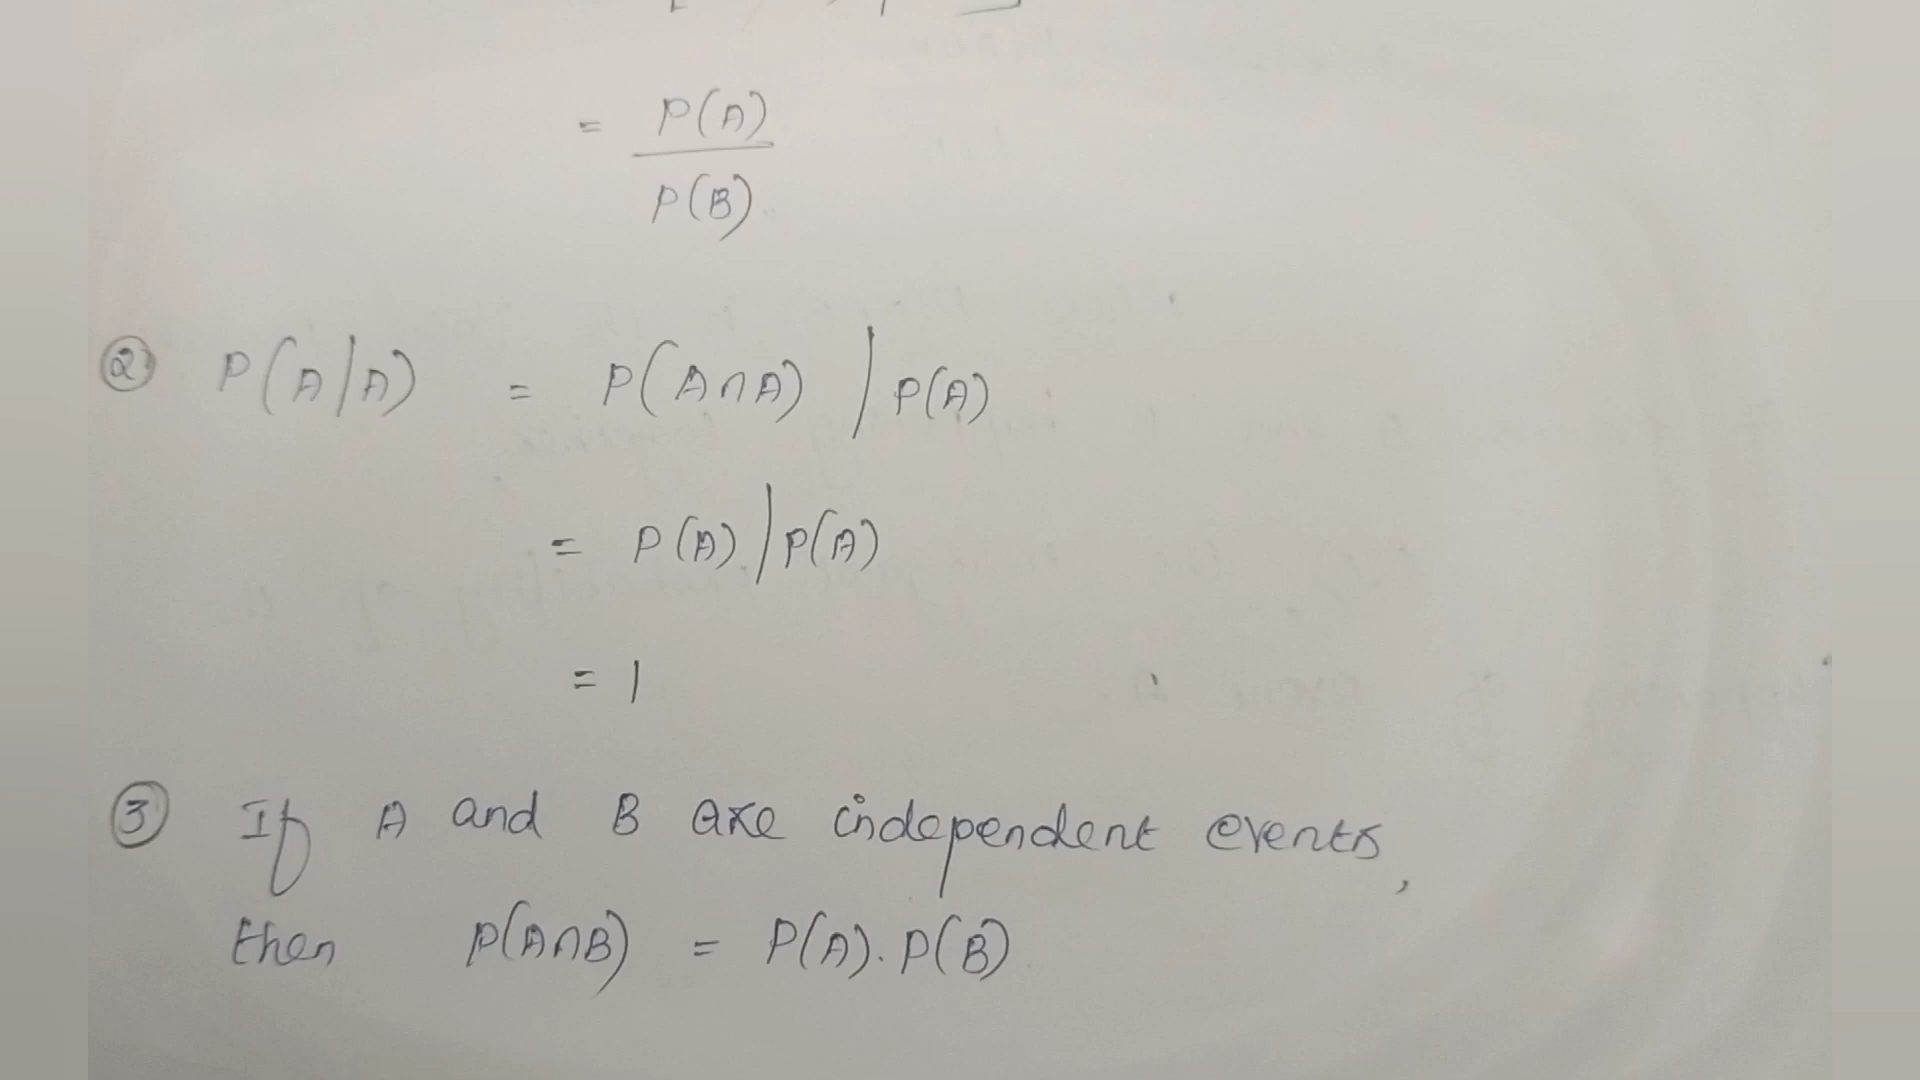 = P(A)
P(B)
② P(A/A) = P(A∩A) / P(A)
= P(A) / P(A)
= 1
③ If A and B are independent events,
then P(A∩B) = P(A). P(B)